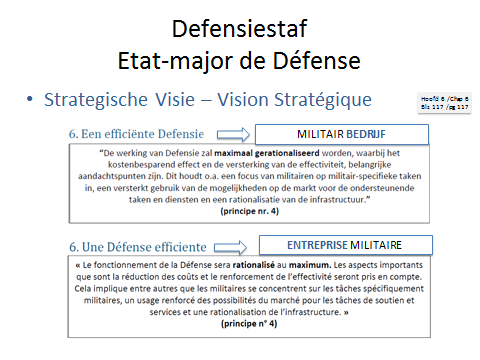 Defensiestaf
Etat-major de Défense
• Strategische Visie – Vision Stratégique
Hoofd 6 /Chap 6
Blz 117 /pg 117
6. Een efficiënte Defensie
MILITAIR BEDRIJF
“De werking van Defensie zal maximaal gerationaliseerd worden, waarbij het
kostenbesparend effect en de versterking van de effectiviteit, belangrijke
aandachtspunten zijn. Dit houdt o.a. een focus van militairen op militair-specifieke taken
in, een versterkt gebruik van de mogelijkheden op de markt voor de ondersteunende
taken en diensten en een rationalisatie van de infrastructuur.”
(principe nr. 4)
6. Une Défense efficiente
ENTREPRISE MILITAIRE
« Le fonctionnement de la Défense sera rationalisé au maximum. Les aspects importants
que sont la réduction des coûts et le renforcement de l’effectivité seront pris en compte.
Cela implique entre autres que les militaires se concentrent sur les tâches spécifiquement
militaires, un usage renforcé des possibilités du marché pour les tâches de soutien et
services et une rationalisation de l’infrastructure. »
(principe n° 4)